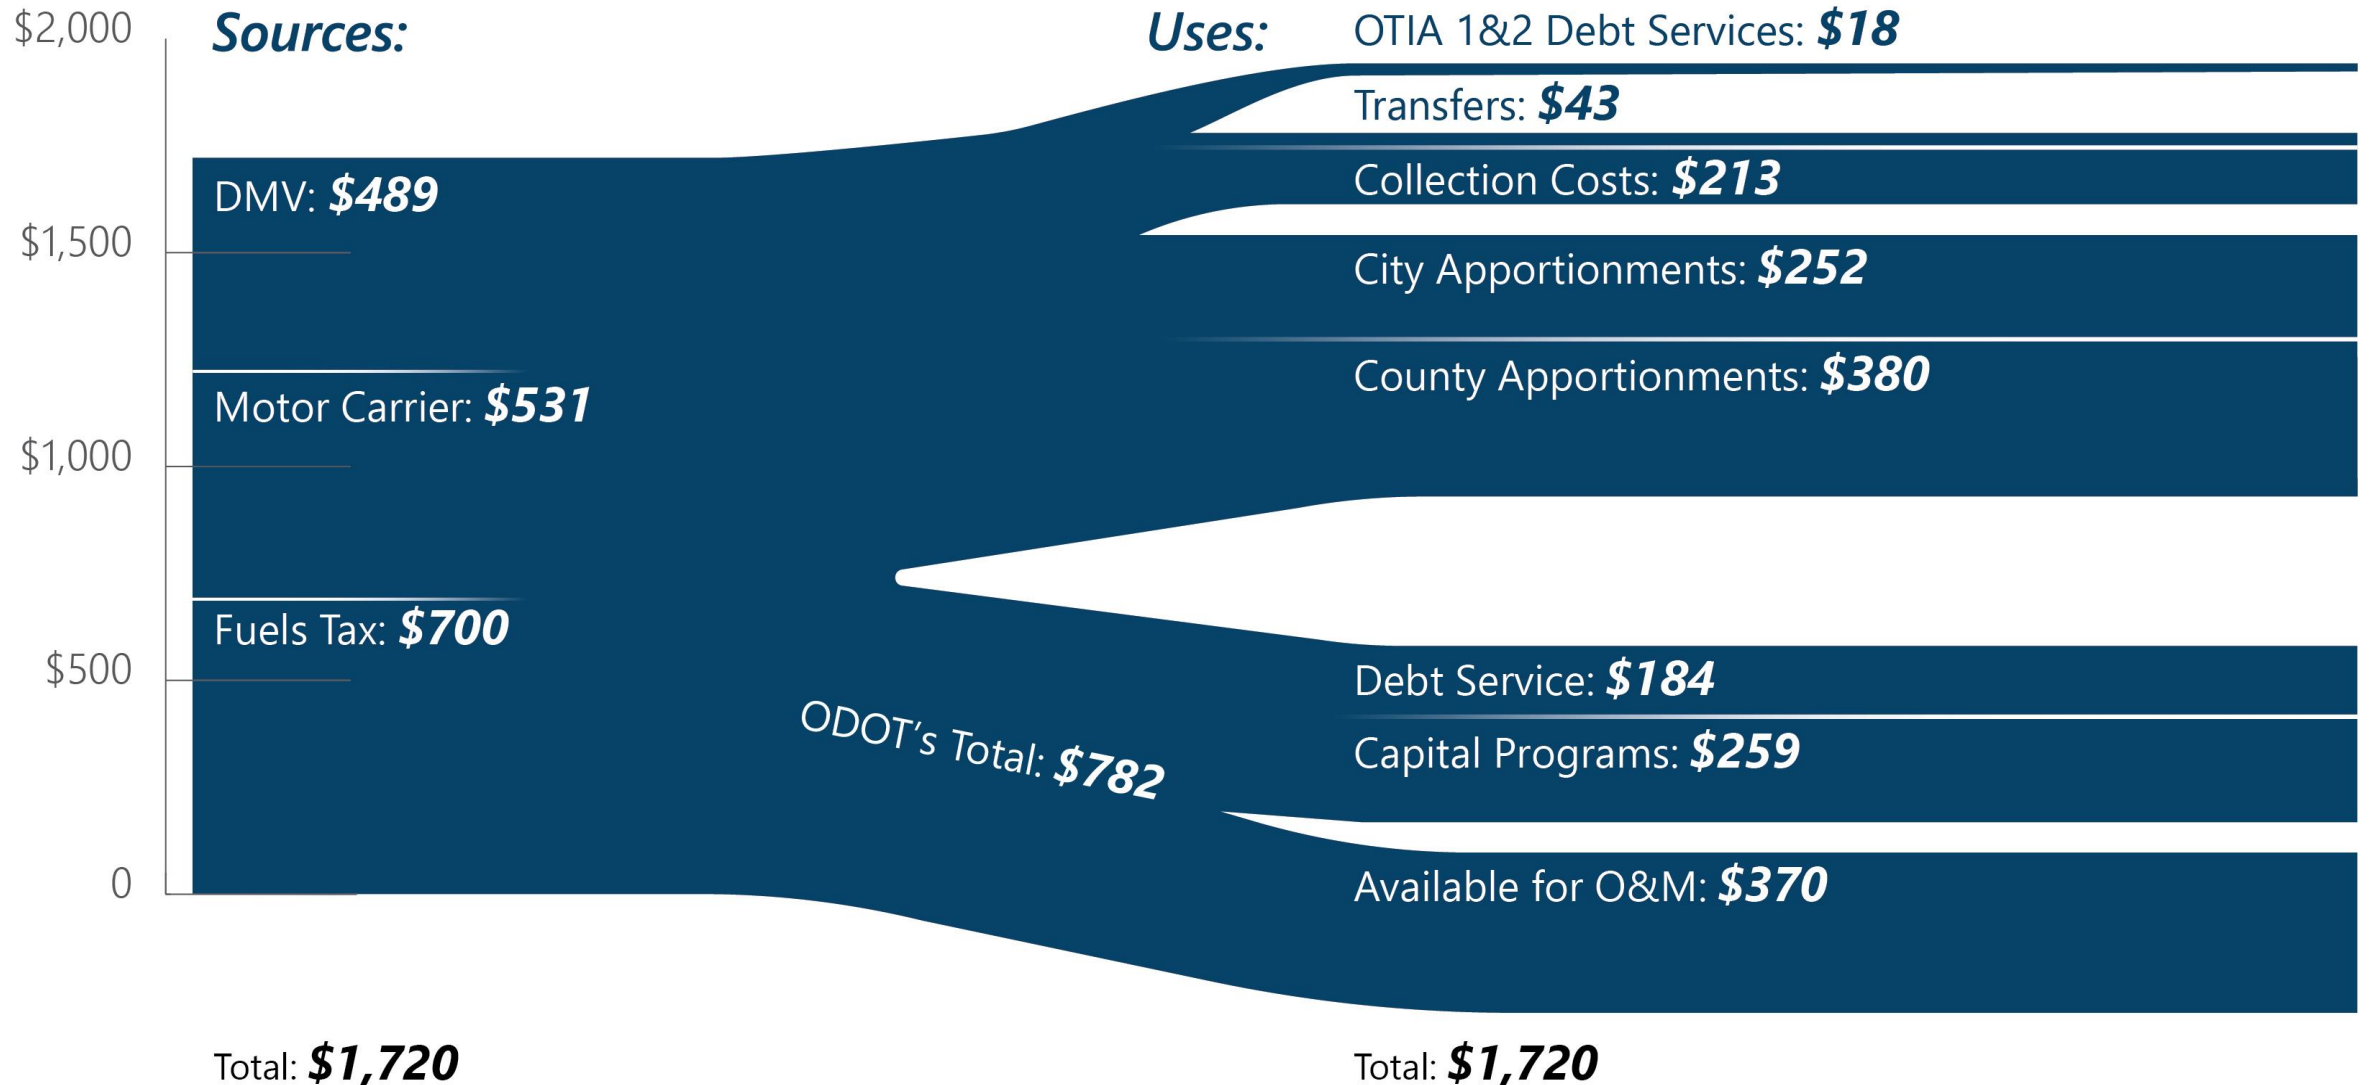 $2,000
$1,500
$1,000
$500
0
Sources:
DMV: $489
Motor Carrier: $531
Fuels Tax: $700
Total: $1,720
ODOT's Total: $782
Uses:
OTIA 1&2 Debt Services: $18
Transfers: $43
Collection Costs: $213
City Apportionments: $252
County Apportionments: $380
Debt Service: $184
Capital Programs: $259
Available for O&M: $370
Total: $1,720